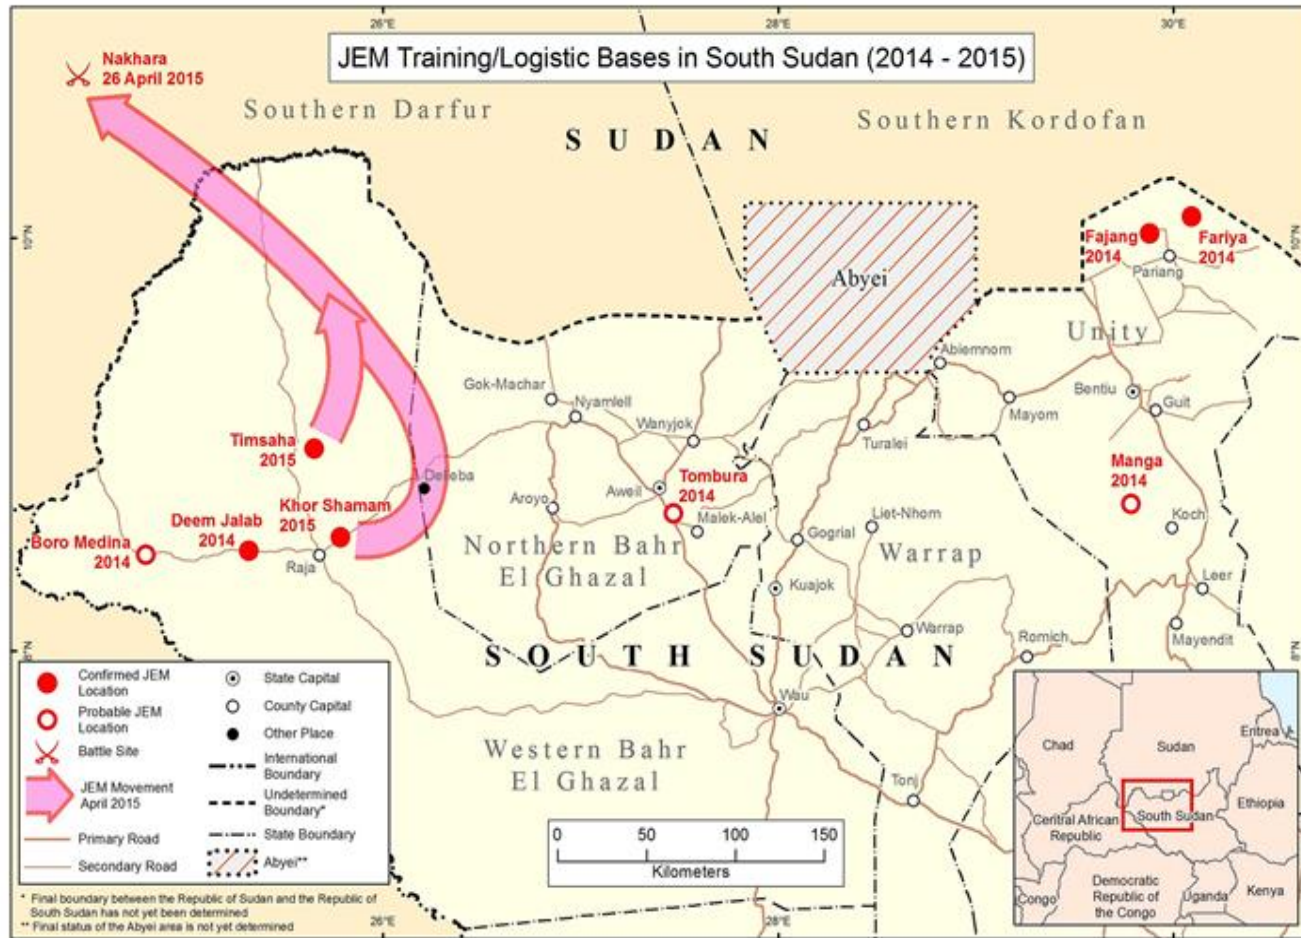 26°E
28°E
30°E
JEM Training/Logistic Bases in South Sudan (2014 - 2015)
Nakhara
26 April 2015
Southern Darfur
Southern Kordofan
SUDAN
10°N
10°N
Fajang
2014
Fariya
2014
Pariang
Abyei
Unity
Abiemnom
Gok-Machar
Nyamlell
Bentiu
Guit
Mayom
Wanyjok
Turalei
Timsaha
2015
Deleba
Tombura
2014
Manga
2014
Aweil
Aroyo
Khor Shamam
2015
Deem Jalab
2014
Malek-Alel
Liet-Nhom
Koch
Gogrial
Boro Medina
2014
Raja
Northern Bahr
El Ghazal
Warrap
Kuajok
Leer
Warrap
Mayendit
Romich
8°N
8°N
SOUTH SUDAN
Wau
Western Bahr
El Ghazal
Tonj
Confirmed JEM
Location
Probable JEM
Location
Battle Site
JEM Movement
April 2015
Primary Road
Secondary Road
State Capital
County Capital
Other Place
International
Boundary
Undetermined
Boundary*
State Boundary
Abyei**
* Final boundary between the Republic of Sudan and the Republic of
South Sudan has not yet been determined
** Final status of the Abyei area is not yet determined
0 50 100 150
Kilometers
Chad
Sudan
Eritrea
Ethiopia
Central African
Republic
South Sudan
Democratic
Republic of
the Congo
Congo
Uganda
Kenya
26°E
28°E